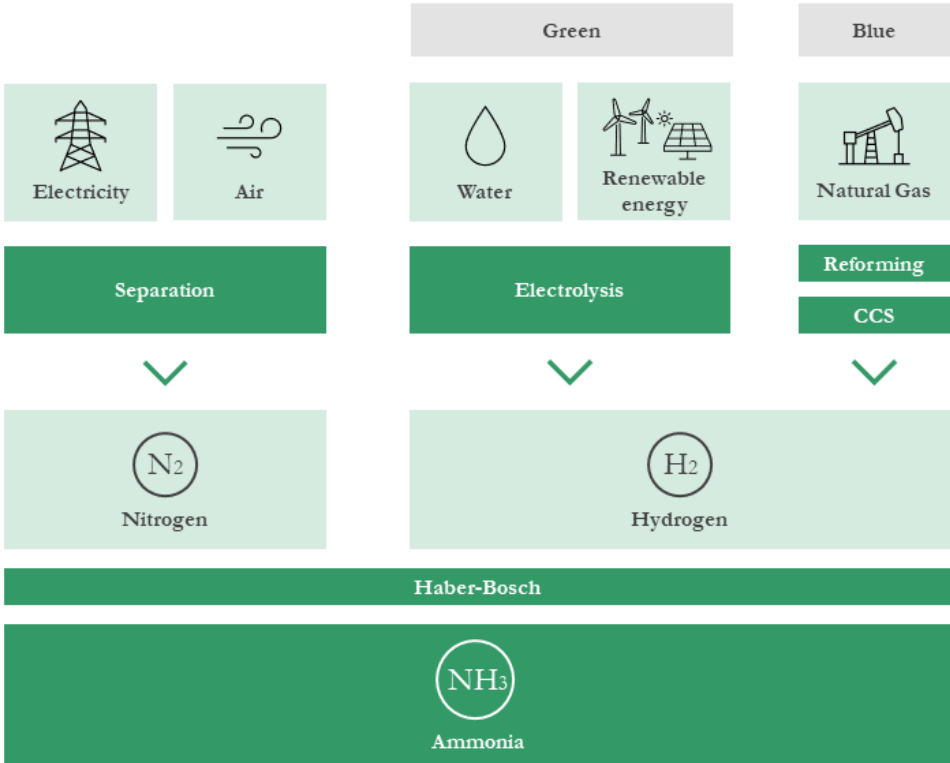 Green
Blue
Electricity
Air
Water
Renewable
energy
Natural Gas
Separation
Electrolysis
Reforming
CCS
N2
Nitrogen
H2
Hydrogen
Haber-Bosch
NH3
Ammonia